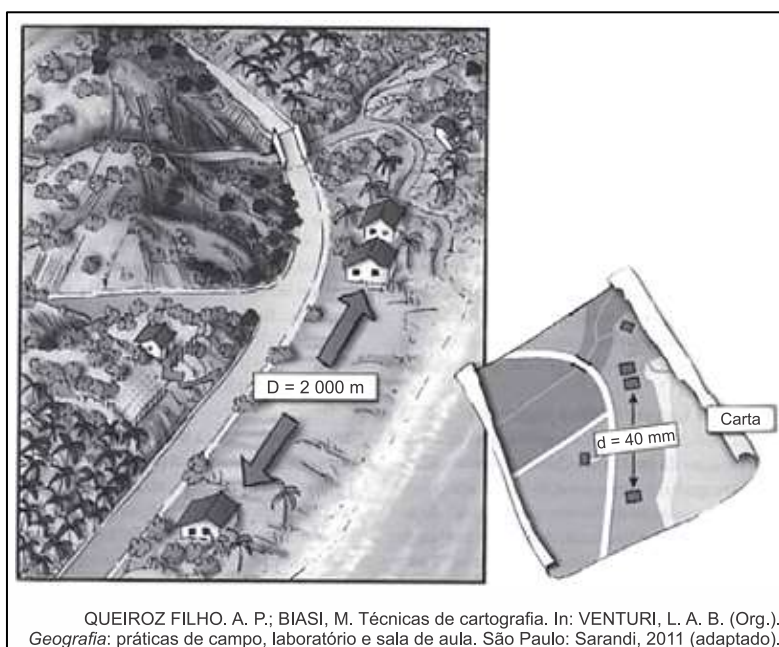 D = 2 000 m
Carta
d = 40 mm
QUEIROZ FILHO. A. P.; BIASI, M. Técnicas de cartografia. In: VENTURI, L. A. B. (Org.).
Geografia: práticas de campo, laboratório e sala de aula. São Paulo: Sarandi, 2011 (adaptado).